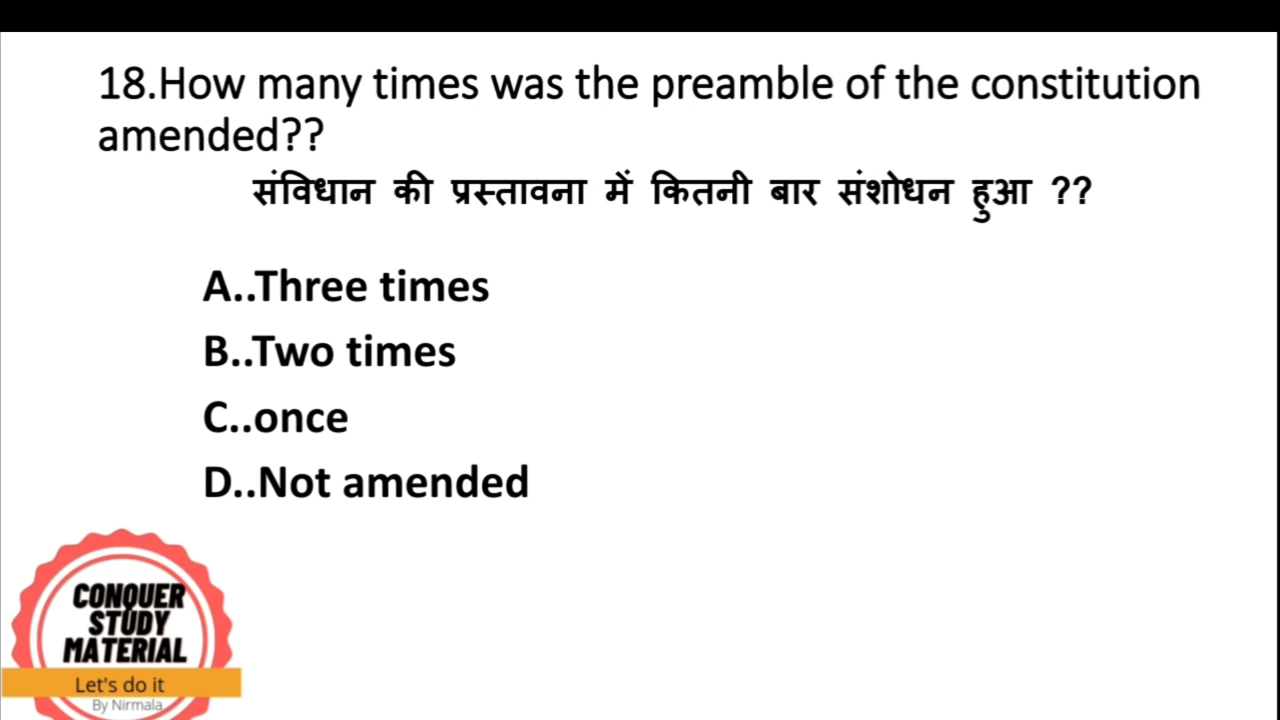 18.How many times was the preamble of the constitution
amended??
संविधान की प्रस्तावना में कितनी बार संशोधन हुआ ??
A..Three times
B..Two times
C..once
D..Not amended
CONQUER
STUDY
MATERIAL
Let's do it
By Nirmala